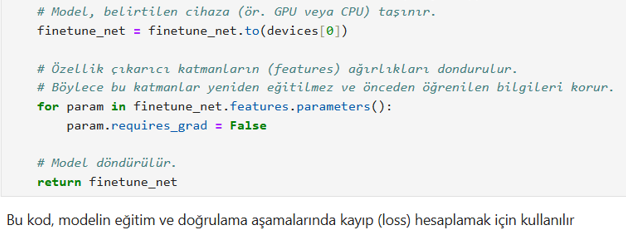 # Model, belirtilen cihaza (ör. GPU veya CPU) taşınır.
finetune_net = finetune_net.to(devices[0])
# Özellik çıkarıcı katmanların (features) ağırlıkları dondurulur.
# Böylece bu katmanlar yeniden eğitilmez ve önceden öğrenilen bilgileri korur.
for param in finetune_net.features.parameters():
    param.requires_grad = False
# Model döndürülür.
return finetune_net
Bu kod, modelin eğitim ve doğrulama aşamalarında kayıp (loss) hesaplamak için kullanılır